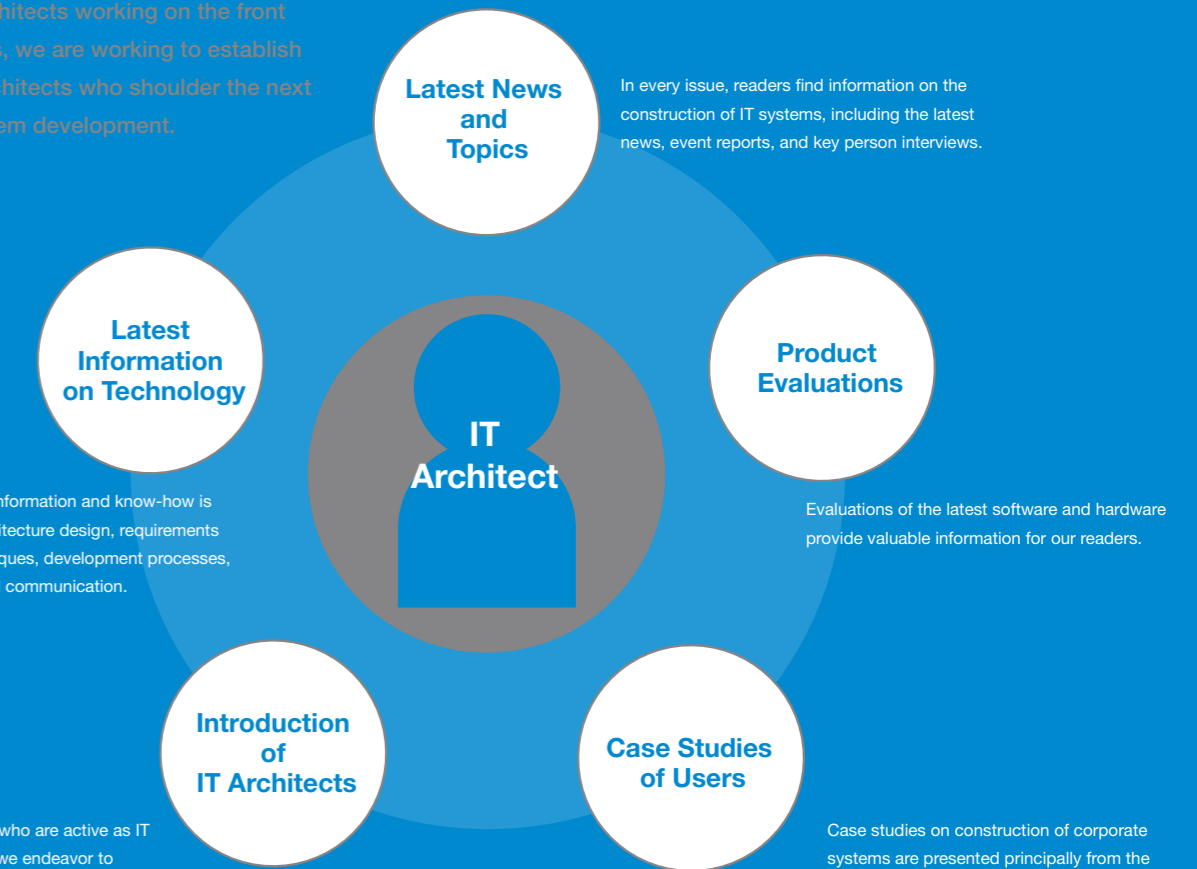 chitects working on the front
s, we are working to establish
chitects who shoulder the next
em development.
Latest News
and
Topics
In every issue, readers find information on the
construction of IT systems, including the latest
news, event reports, and key person interviews.
Latest
Information
on Technology
Product
Evaluations
IT
Architect
nformation and know-how is
itecture design, requirements
ques, development processes,
d communication.
Evaluations of the latest software and hardware
provide valuable information for our readers.
Introduction
of
IT Architects
Case Studies
of Users
who are active as IT
we endeavor to
Case studies on construction of corporate
systems are presented principally from the